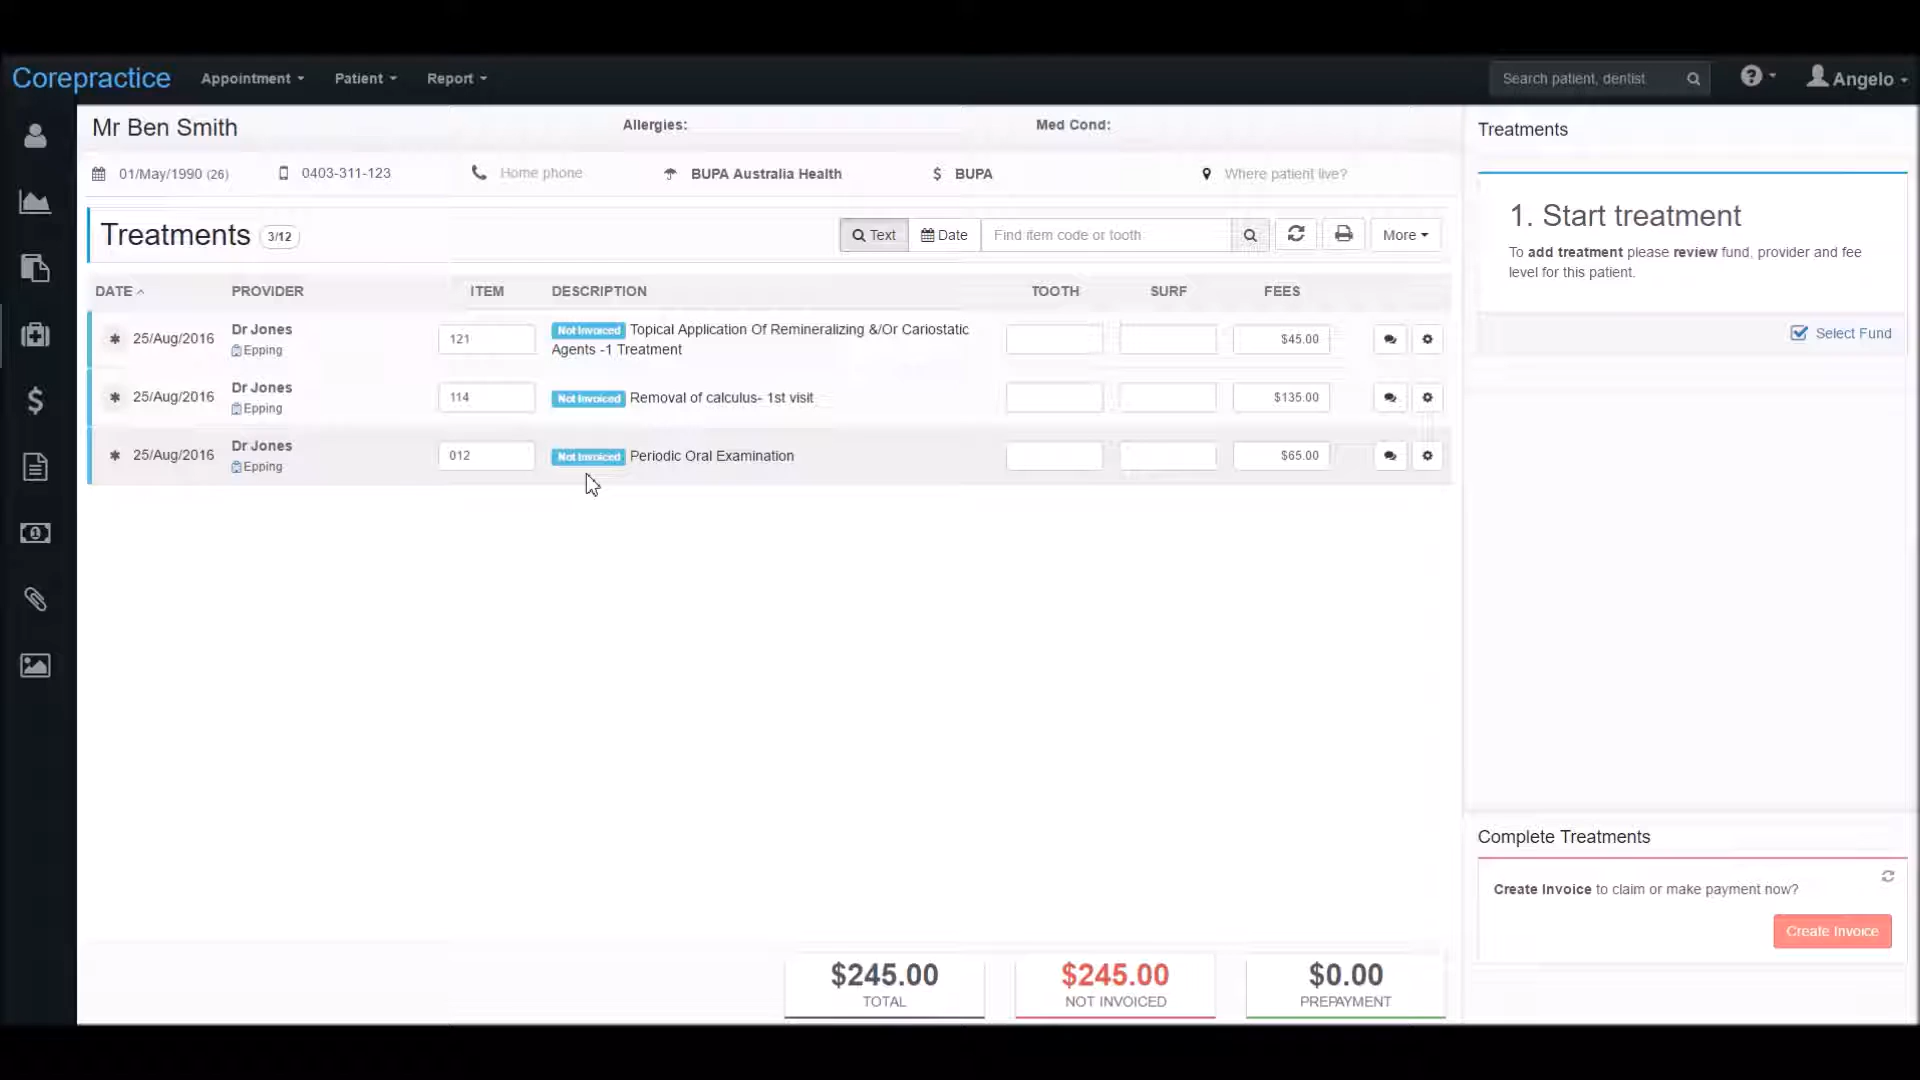 Corepractice Appointment Patient Report Search patient, dentist Angelo
Mr Ben Smith Allergies: Med Cond: Treatments
01/May/1990 (26) 0403-311-123 Home phone BUPA Australia Health $ BUPA Where patient live?
Treatments 3/12 Text Date Find item code or tooth More
1. Start treatment
To add treatment please review fund, provider and fee
level for this patient.
Select Fund
DATE PROVIDER ITEM DESCRIPTION TOOTH SURF FEES
25/Aug/2016 Dr Jones 121 Not Invoiced Topical Application Of Remineralizing &/Or Cariostatic $45.00
Epping Agents -1 Treatment
25/Aug/2016 Dr Jones 114 Not Invoiced Removal of calculus- 1st visit $135.00
Epping
25/Aug/2016 Dr Jones 012 Not Invoiced Periodic Oral Examination $65.00
Epping
Complete Treatments
Create Invoice to claim or make payment now?
Create Invoice
$245.00 $245.00 $0.00
TOTAL NOT INVOICED PREPAYMENT